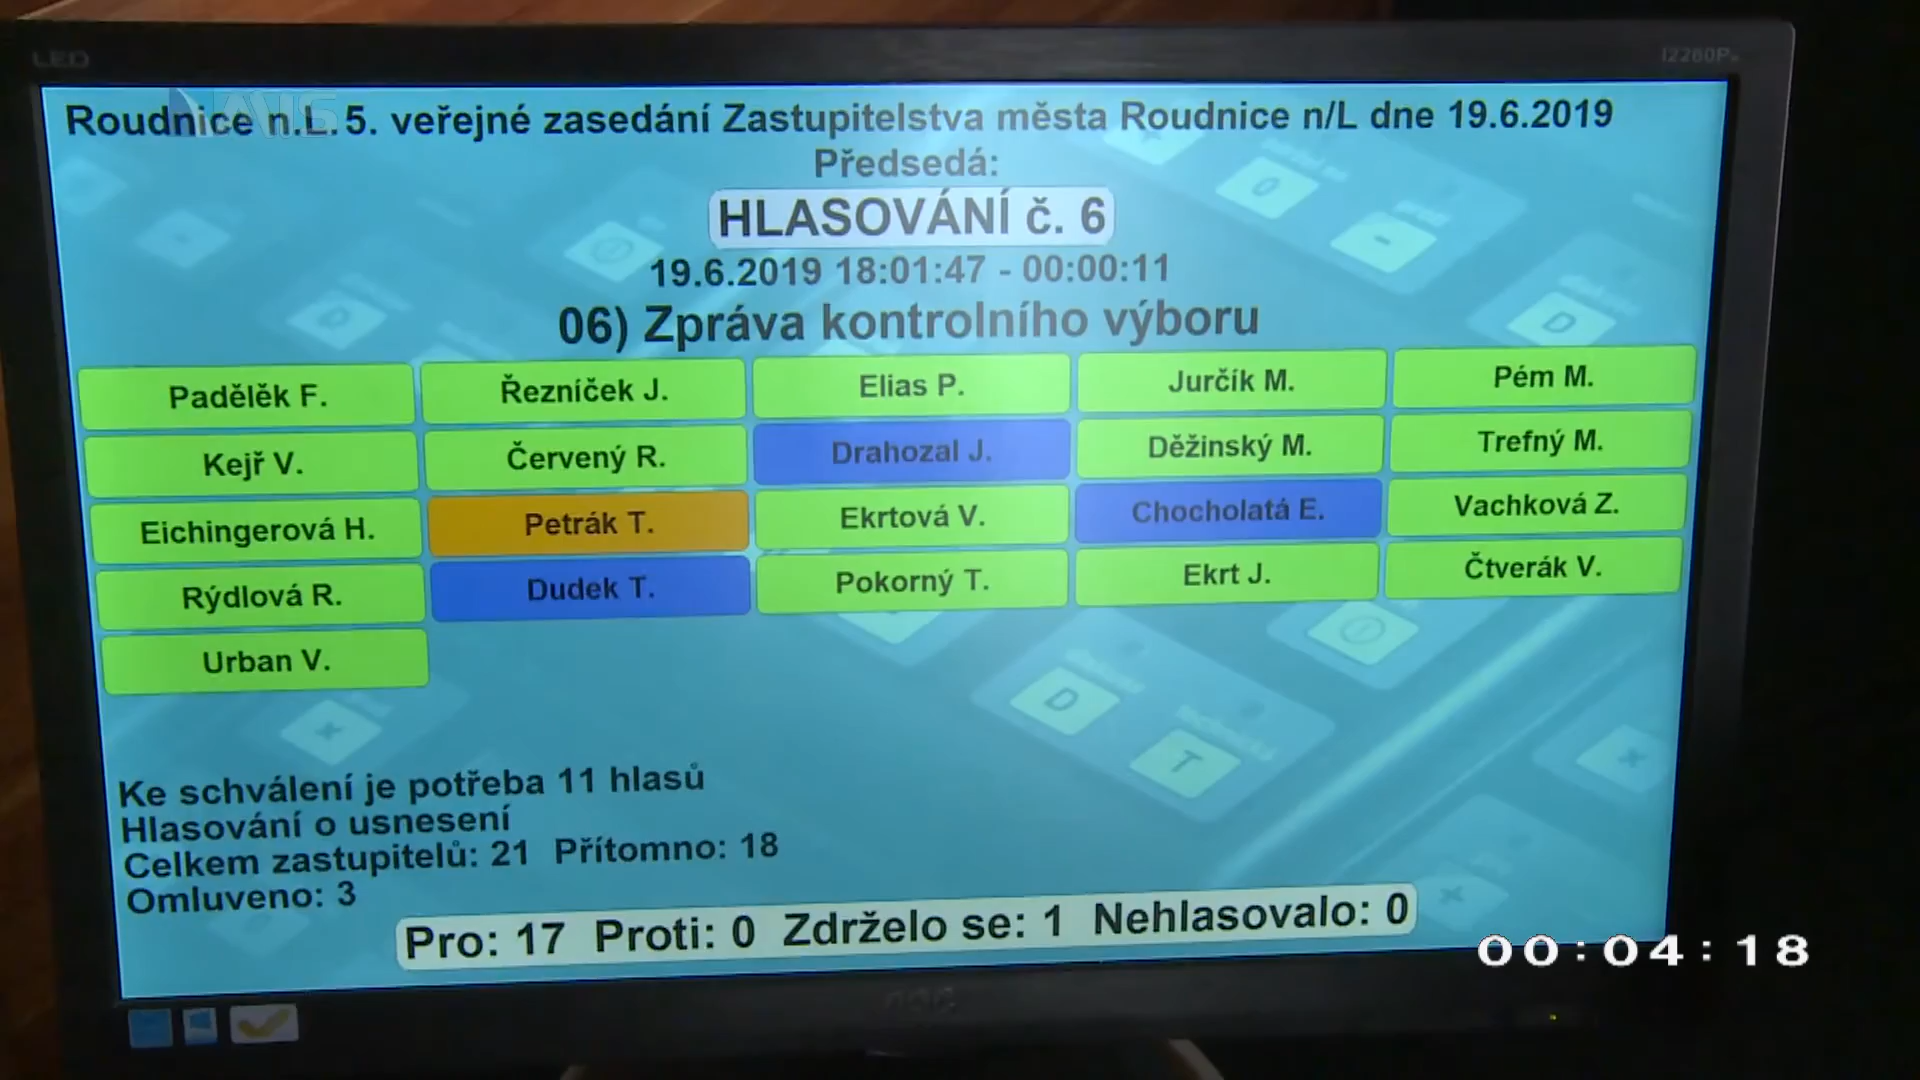 LED
Roudnice n.L. 5. veřejné zasedání Zastupitelstva města Roudnice n/L dne 19.6.2019
Předsedá:
HLASOVÁNÍ č. 6
19.6.2019 18:01:47 - 00:00:11
06) Zpráva kontrolního výboru
Padělěk F. Řezníček J. Elias P. Jurčík M. Pém M.
Kejř V. Červený R. Drahozal J. Děžinský M. Trefný M.
Eichingerová H. Petrák T. Ekrtová V. Chocholatá E. Vachková Z.
Rýdlová R. Dudek T. Pokorný T. Ekrt J. Čtverák V.
Urban V.
Ke schválení je potřeba 11 hlasů
Hlasování o usnesení
Celkem zastupitelů: 21 Přítomno: 18
Omluveno: 3
Pro: 17 Proti: 0 Zdrželo se: 1 Nehlasovalo: 0
00:04:18